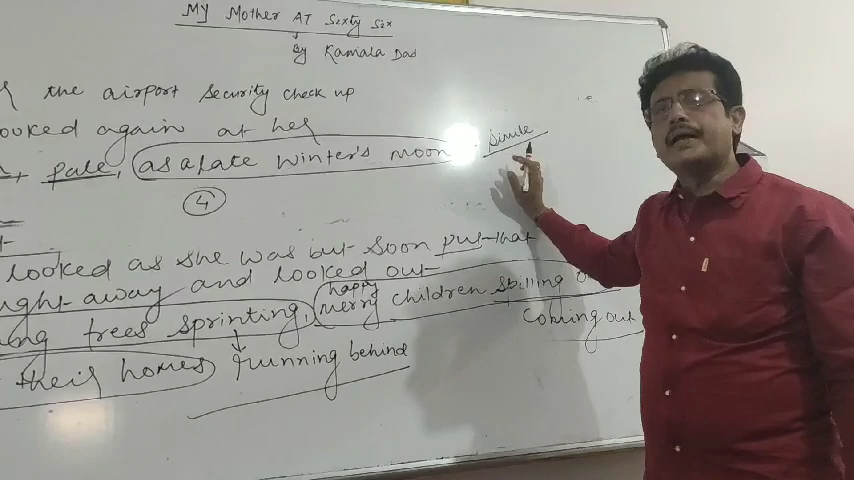 My Mother AT Sixty Six
By Kamala Das
the airport security check up
looked again at her
pale, as a late winter's moon simile
4
looked as she was but soon put that
away and looked out
happy
trees sprinting, merry children spilling
Coming out
their homes running behind